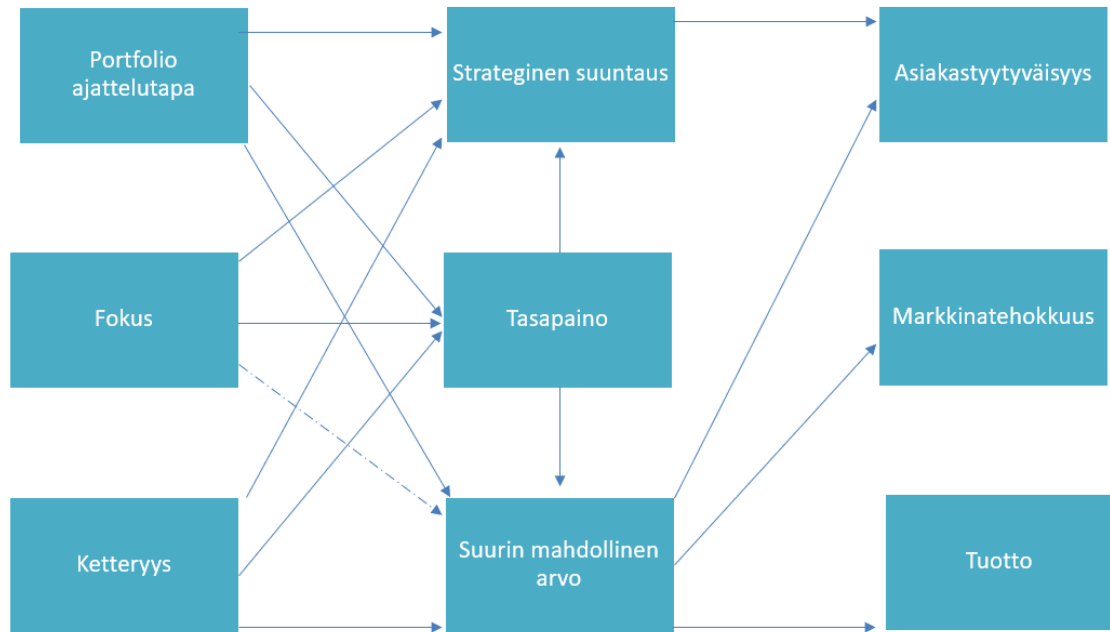 Portfolio
ajattelutapa
Strateginen suuntaus
Asiakastyytyväisyys
Fokus
Tasapaino
Markkinatehokkuus
Ketteryys
Suurin mahdollinen
arvo
Tuotto